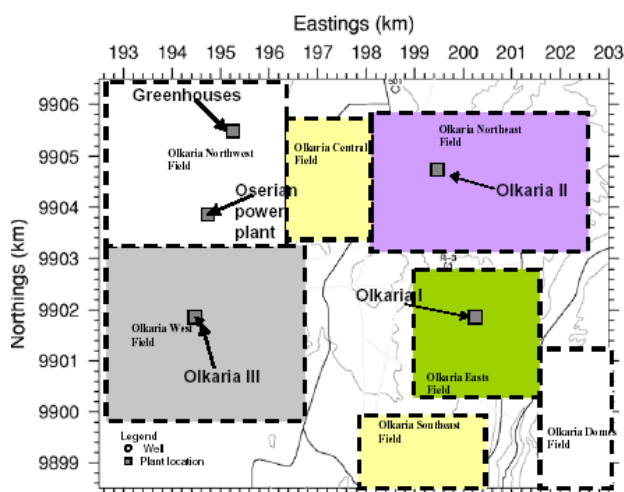 Eastings (km)
193 194 195 196 197 198 199 200 201 202 203
Northings (km)
9906
9905
9904
9903
9902
9901
9900
9899
Greenhouses
Olkaria Northwest
Field
Oserian
power
plant
Olkaria Central
Field
Olkaria Northeast
Field
Olkaria II
Olkaria I
Olkaria West
Field
Olkaria III
Olkaria Easts
Field
Olkaria Southeast
Field
Olkaria Domes
Field
Legend
Well
Plant location